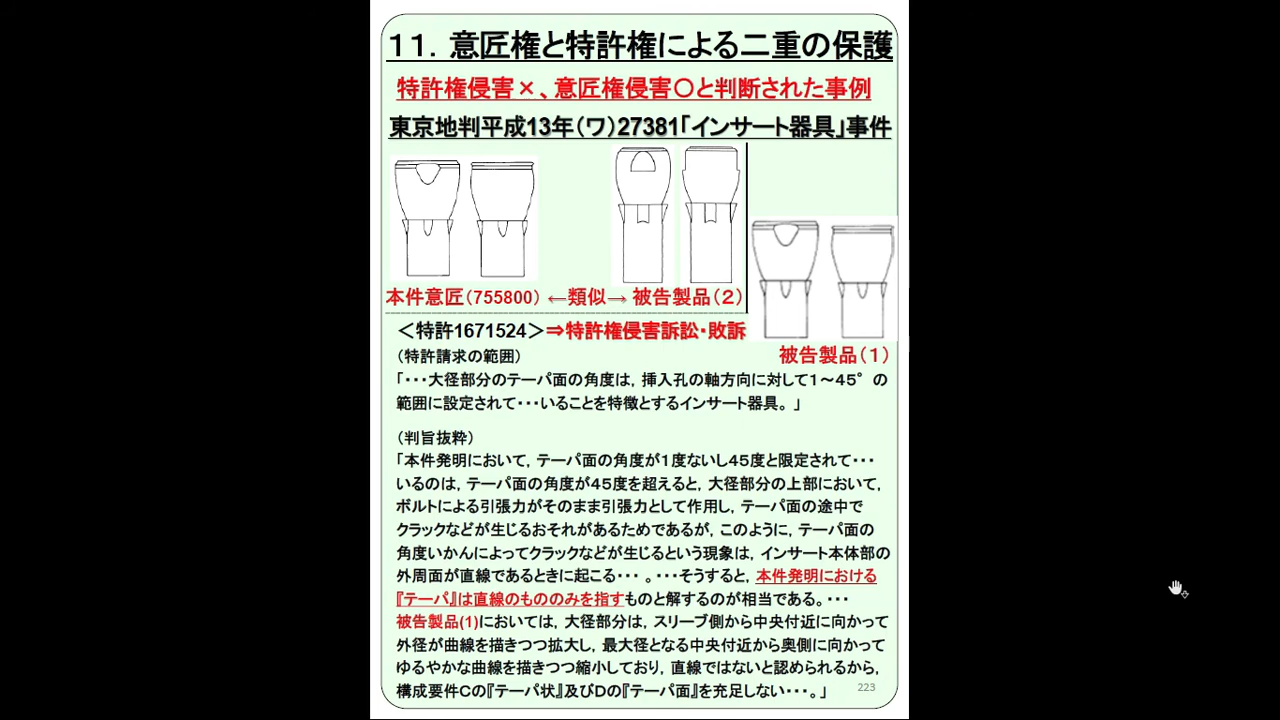 11．意匠権と特許権による二重の保護
特許権侵害×、意匠権侵害〇と判断された事例
東京地判平成13年（ワ）27381「インサート器具」事件
本件意匠（755800） ←類似→ 被告製品（２）
＜特許1671524＞⇒特許権侵害訴訟・敗訴
被告製品（１）
（特許請求の範囲）
「・・・大径部分のテーパ面の角度は，挿入孔の軸方向に対して１～４５°の
範囲に設定されて・・・いることを特徴とするインサート器具。」
（判旨抜粋）
「本件発明において，テーパ面の角度が１度ないし４５度と限定されて・・・
いるのは，テーパ面の角度が４５度を超えると，大径部分の上部において，
ボルトによる引張力がそのまま引張力として作用し，テーパ面の途中で
クラックなどが生じるおそれがあるためであるが，このように，テーパ面の
角度いかんによってクラックなどが生じるという現象は，インサート本体部の
外周面が直線であるときに起こる・・・。・・・そうすると，本件発明における
『テーパ』は直線のもののみを指すものと解するのが相当である。・・・
被告製品(1)においては，大径部分は，スリーブ側から中央付近に向かって
外径が曲線を描きつつ拡大し，最大径となる中央付近から奥側に向かって
ゆるやかな曲線を描きつつ縮小しており，直線ではないと認められるから，
構成要件Ｃの『テーパ状』及びＤの『テーパ面』を充足しない・・・。」
223